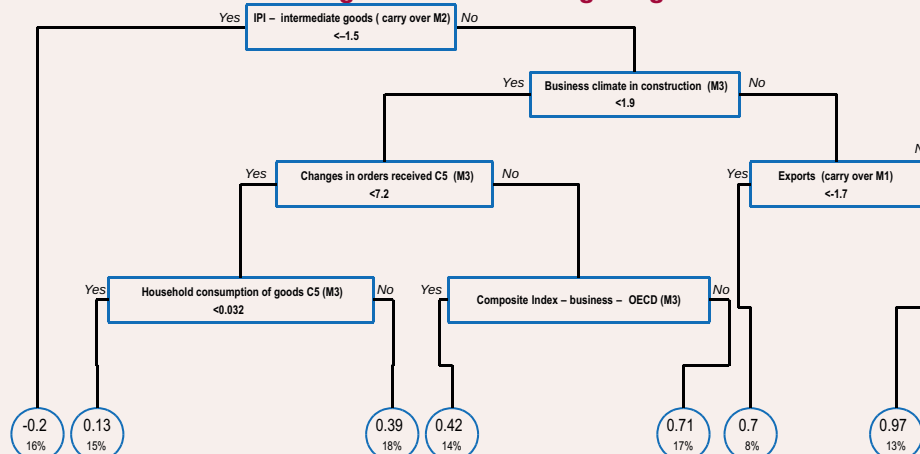 Yes
IPI – intermediate goods ( carry over M2)
<–1.5
No
Yes
Business climate in construction (M3)
<1.9
No
Yes
Changes in orders received C5 (M3)
<7.2
No
Yes
Exports (carry over M1)
<-1.7
Yes
Household consumption of goods C5 (M3)
<0.032
No
Yes
Composite Index – business – OECD (M3)
No
-0.2
16%
0.13
15%
0.39
18%
0.42
14%
0.71
17%
0.7
8%
0.97
13%